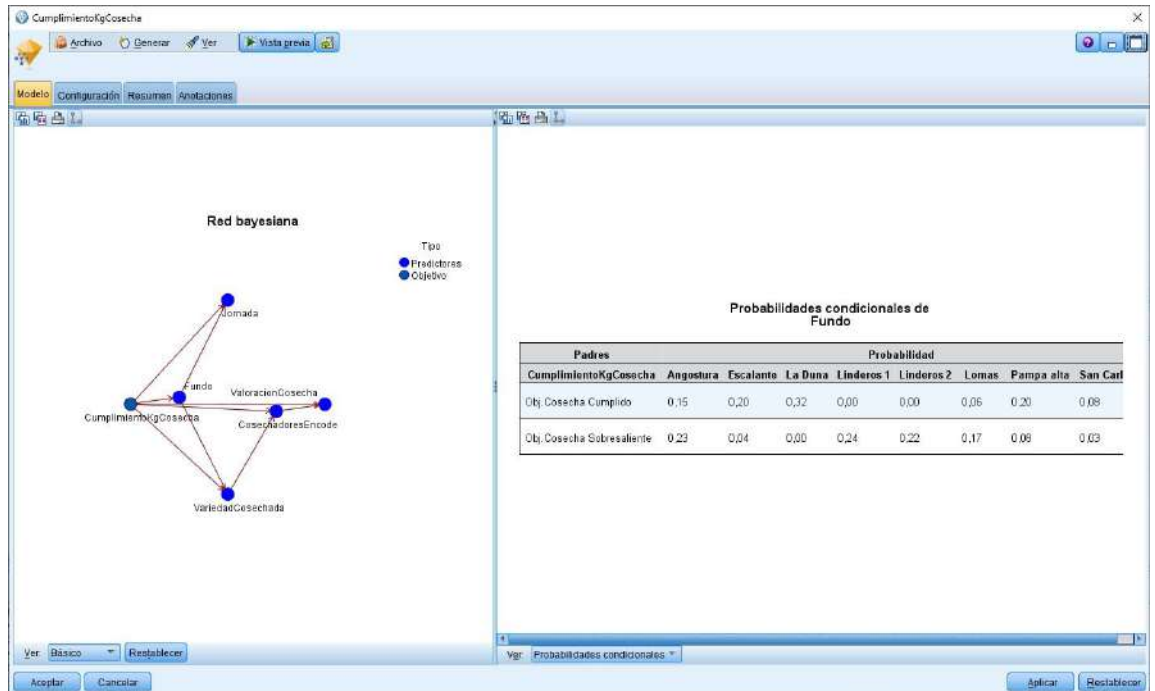 CumplimientoKgCosecha
Archivo Generar Ver Vista previa
Modelo Configuración Resumen Anotaciones
Red bayesiana
Tipo
Predictores
Objetivo
Jornada
Fundo
ValoracionCosecha
CumplimientoKgCosecha
CosechadoresEncode
VariedadCosechada
Ver: Básico Restablecer
Probabilidades condicionales de
Fundo
Padres Probabilidad
CumplimientoKgCosecha Angostura Escalante La Duna Linderos 1 Linderos 2 Lomas Pampa alta San Carl
Obj.Cosecha Cumplido 0,15 0,20 0,32 0,00 0,00 0,06 0,20 0,08
Obj.Cosecha Sobresaliente 0,23 0,04 0,00 0,24 0,22 0,17 0,09 0,03
Ver: Probabilidades condicionales
Aceptar Cancelar Aplicar Restablecer